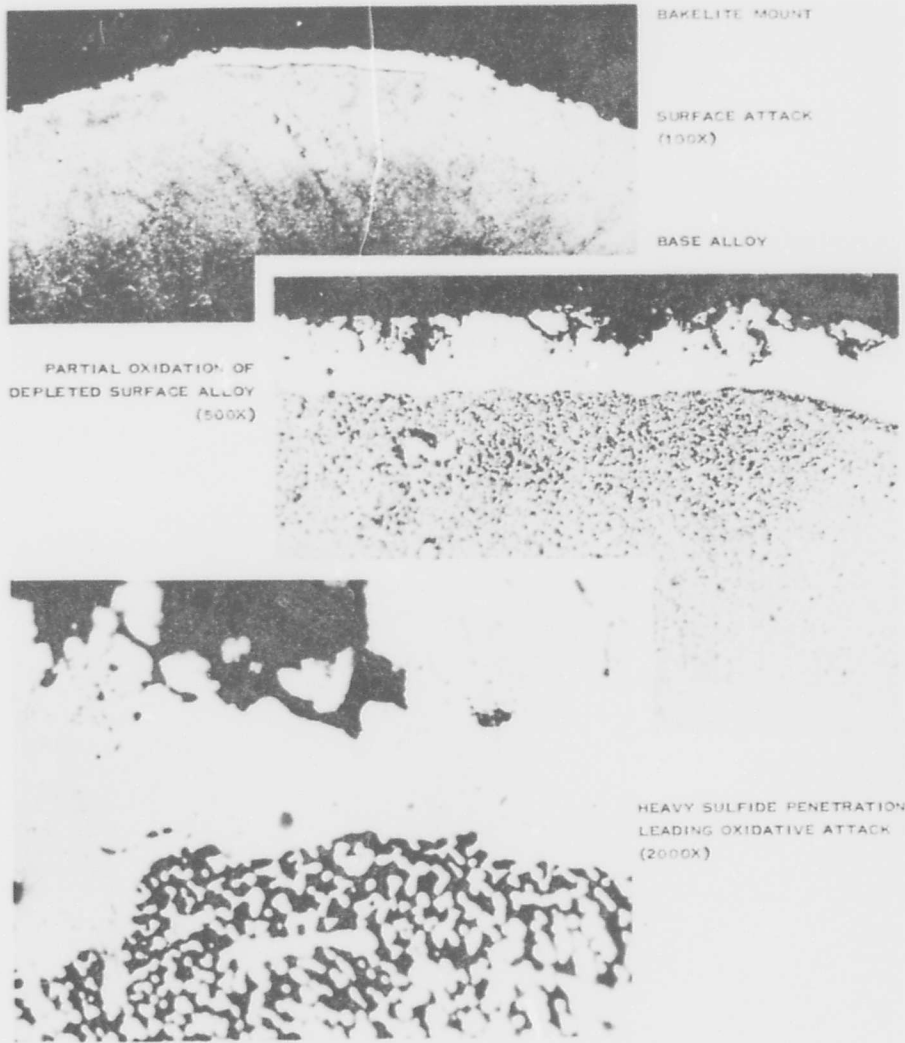 BAKELITE MOUNT
SURFACE ATTACK
(100X)
BASE ALLOY
PARTIAL OXIDATION OF
DEPLETED SURFACE ALLOY
(500X)
HEAVY SULFIDE PENETRATION
LEADING OXIDATIVE ATTACK
(2000X)